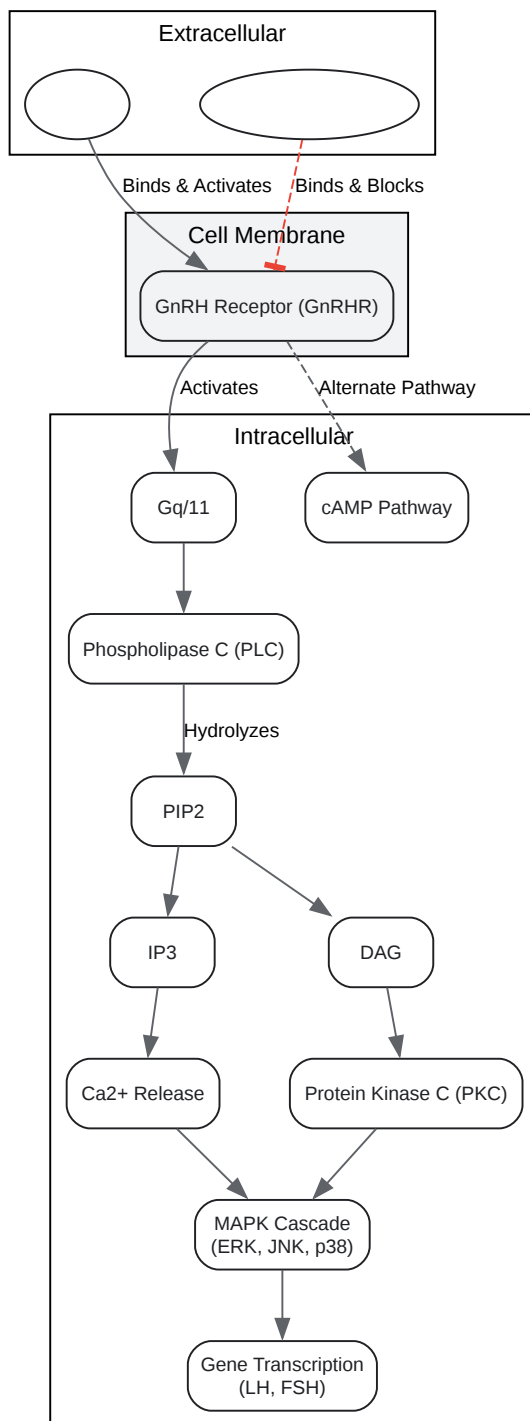 Extracellular
Binds & Activates
Binds & Blocks
Cell Membrane
GnRH Receptor (GnRHR)
Activates
Alternate Pathway
Intracellular
Gq/11
cAMP Pathway
Phospholipase C (PLC)
Hydrolyzes
PIP2
IP3
DAG
Ca2+ Release
Protein Kinase C (PKC)
MAPK Cascade
(ERK, JNK, p38)
Gene Transcription
(LH, FSH)